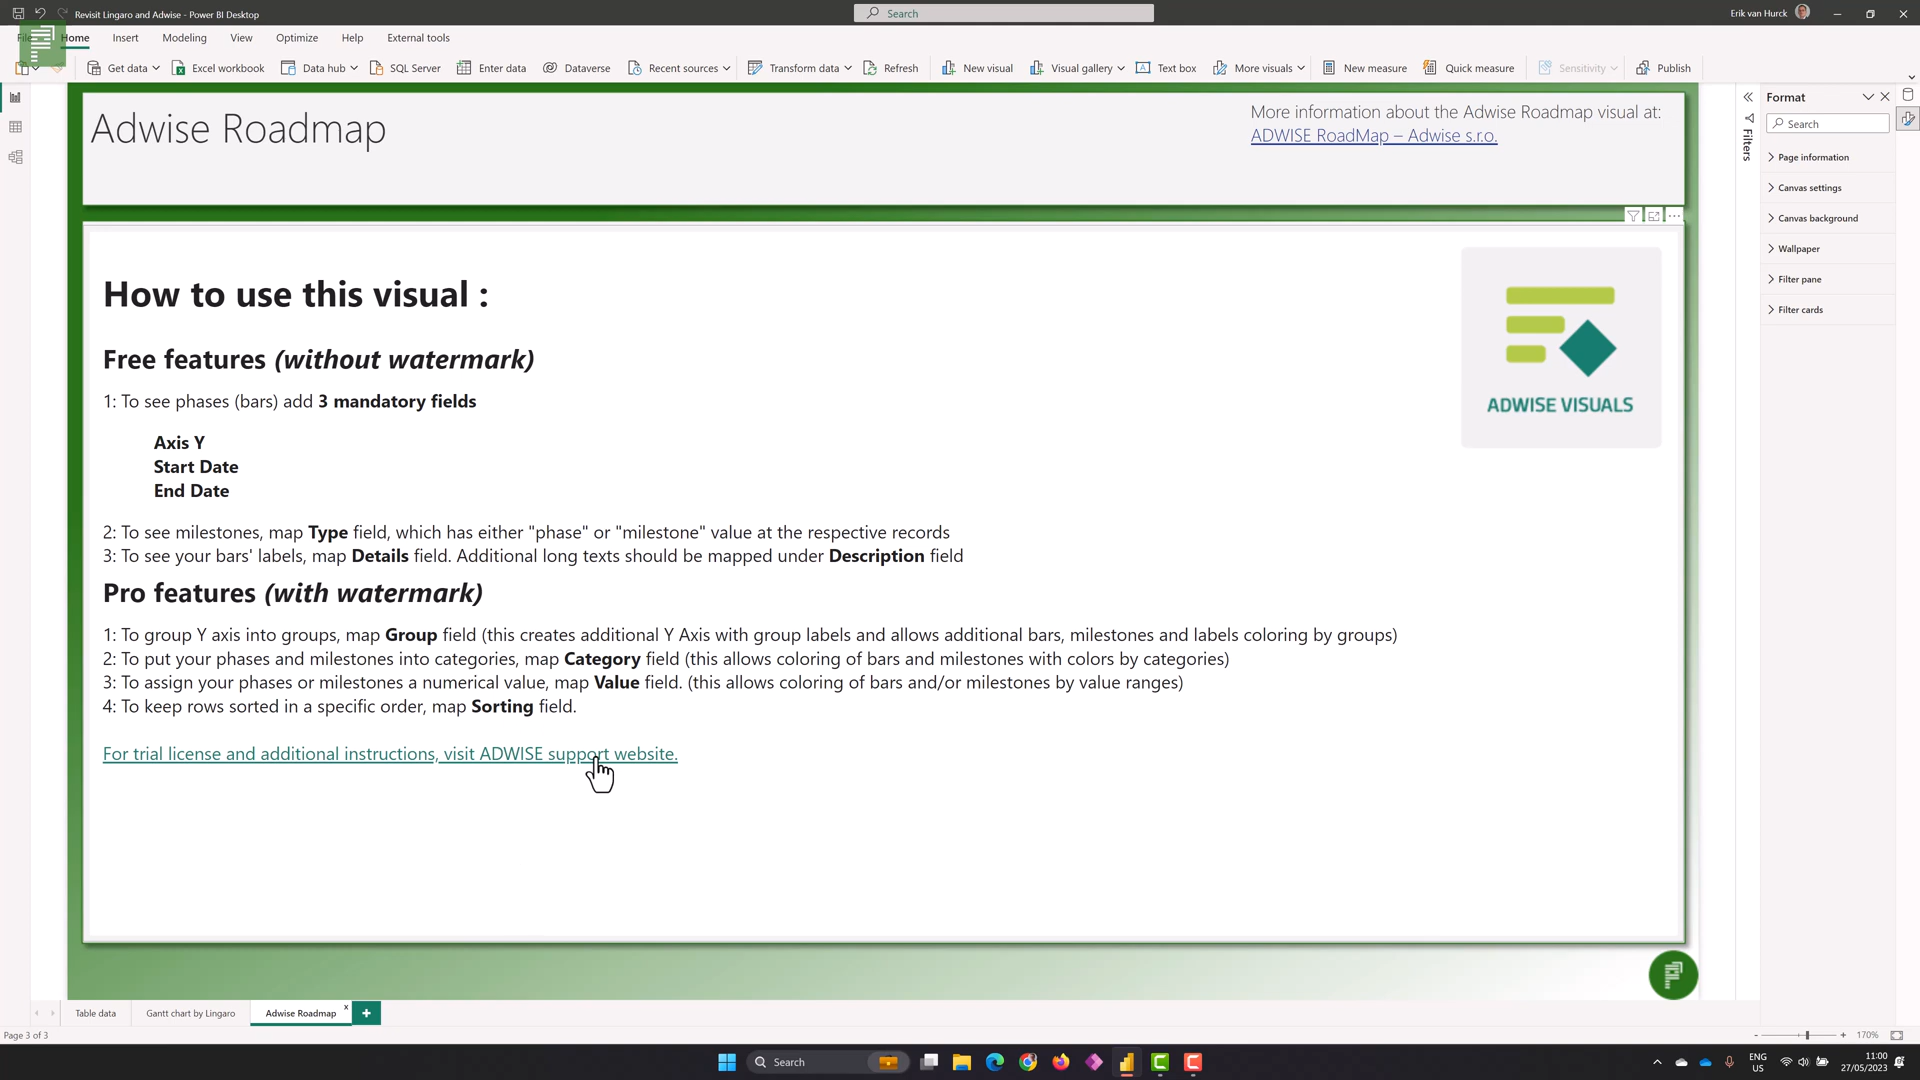 Revisit Lingaro and Adwise - Power BI Desktop
Search
Erik van Hurck
Home
Insert
Modeling
View
Optimize
Help
External tools
Get data
Excel workbook
Data hub
SQL Server
Enter data
Dataverse
Recent sources
Transform data
Refresh
New visual
Visual gallery
Text box
More visuals
New measure
Quick measure
Sensitivity
Publish
Adwise Roadmap
More information about the Adwise Roadmap visual at:
ADWISE RoadMap – Adwise s.r.o.
Filters
Format
Search
Page information
Canvas settings
Canvas background
Wallpaper
Filter pane
Filter cards
How to use this visual :
Free features (without watermark)
1: To see phases (bars) add 3 mandatory fields
Axis Y
Start Date
End Date
2: To see milestones, map Type field, which has either "phase" or "milestone" value at the respective records
3: To see your bars' labels, map Details field. Additional long texts should be mapped under Description field
Pro features (with watermark)
1: To group Y axis into groups, map Group field (this creates additional Y Axis with group labels and allows additional bars, milestones and labels coloring by groups)
2: To put your phases and milestones into categories, map Category field (this allows coloring of bars and milestones with colors by categories)
3: To assign your phases or milestones a numerical value, map Value field. (this allows coloring of bars and/or milestones by value ranges)
4: To keep rows sorted in a specific order, map Sorting field.
For trial license and additional instructions, visit ADWISE support website.
ADWISE VISUALS
Table data
Gantt chart by Lingaro
Adwise Roadmap
Page 3 of 3
170%
Search
ENG
US
11:00
27/05/2023